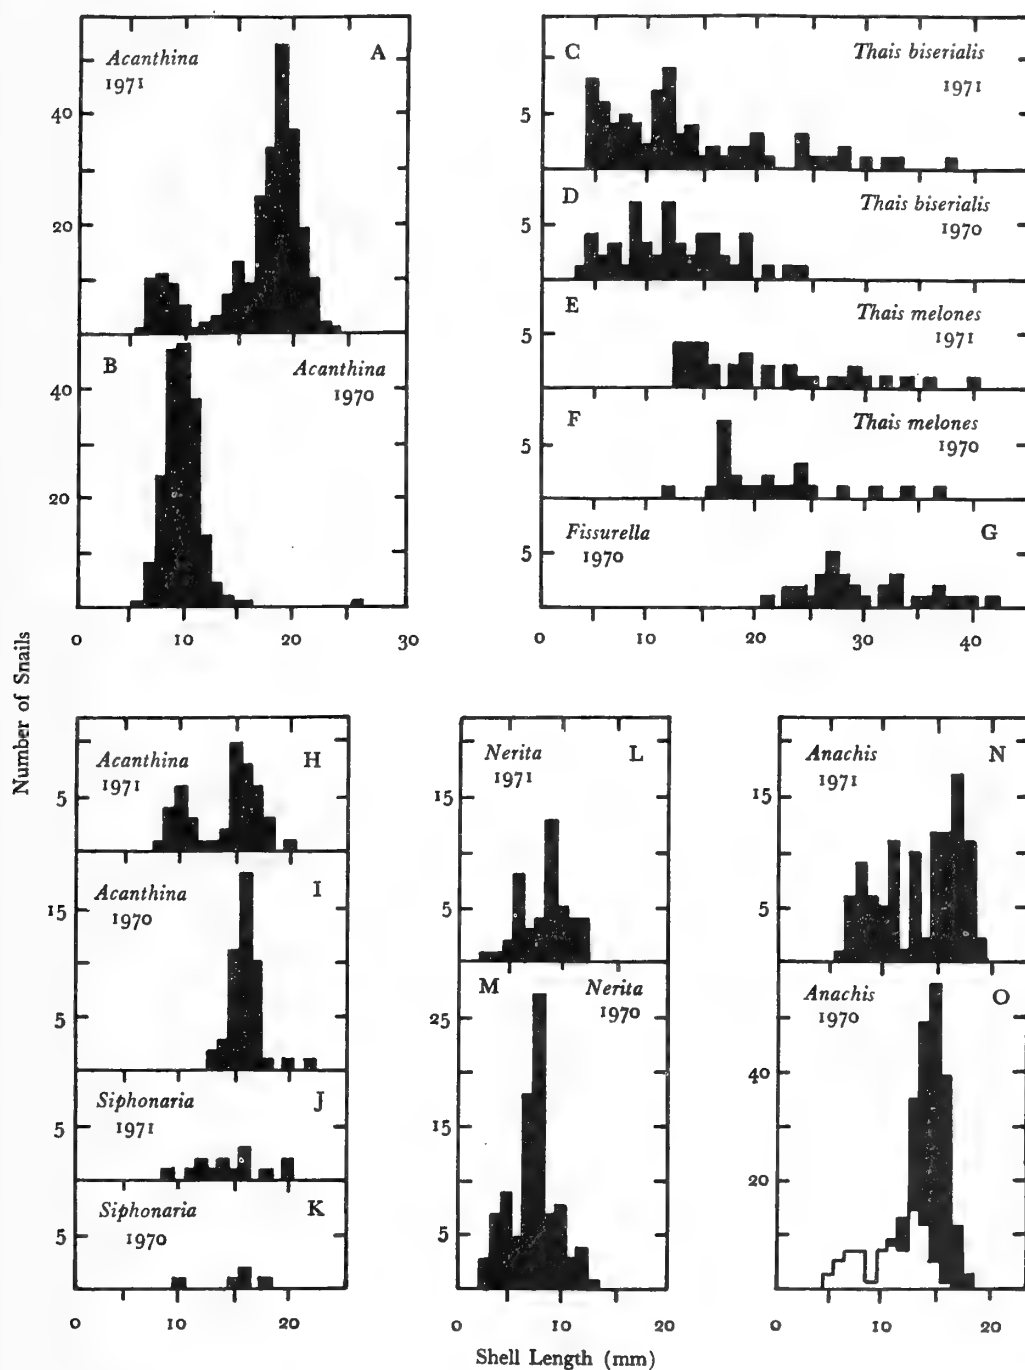 Acanthina
1971
A
40
20
B
Acanthina
1970
40
20
0 10 20 30
C
Thais biserialis
1971
5
D
Thais biserialis
1970
5
E
Thais melones
1971
5
F
Thais melones
1970
5
Fissurella
1970
G
5
0 10 20 30 40
Number of Snails
Acanthina
1971
H
5
Acanthina
1970
I
15
5
Siphonaria
1971
J
5
Siphonaria
1970
K
5
0 10 20
Nerita
1971
L
15
5
M
Nerita
1970
25
15
5
0 10 20
Anachis
1971
N
15
5
Anachis
1970
O
40
20
0 10 20
Shell Length (mm)